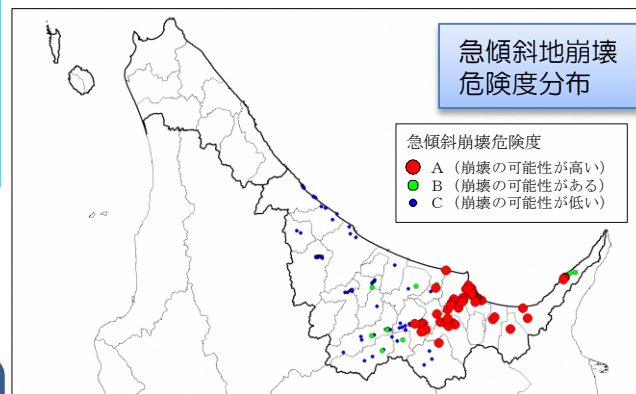 急傾斜地崩壊
危険度分布
急傾斜崩壊危険度
A（崩壊の可能性が高い）
B（崩壊の可能性がある）
C（崩壊の可能性が低い）